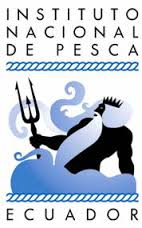 INSTITUTO
NACIONAL
DE PESCA
ECUADOR